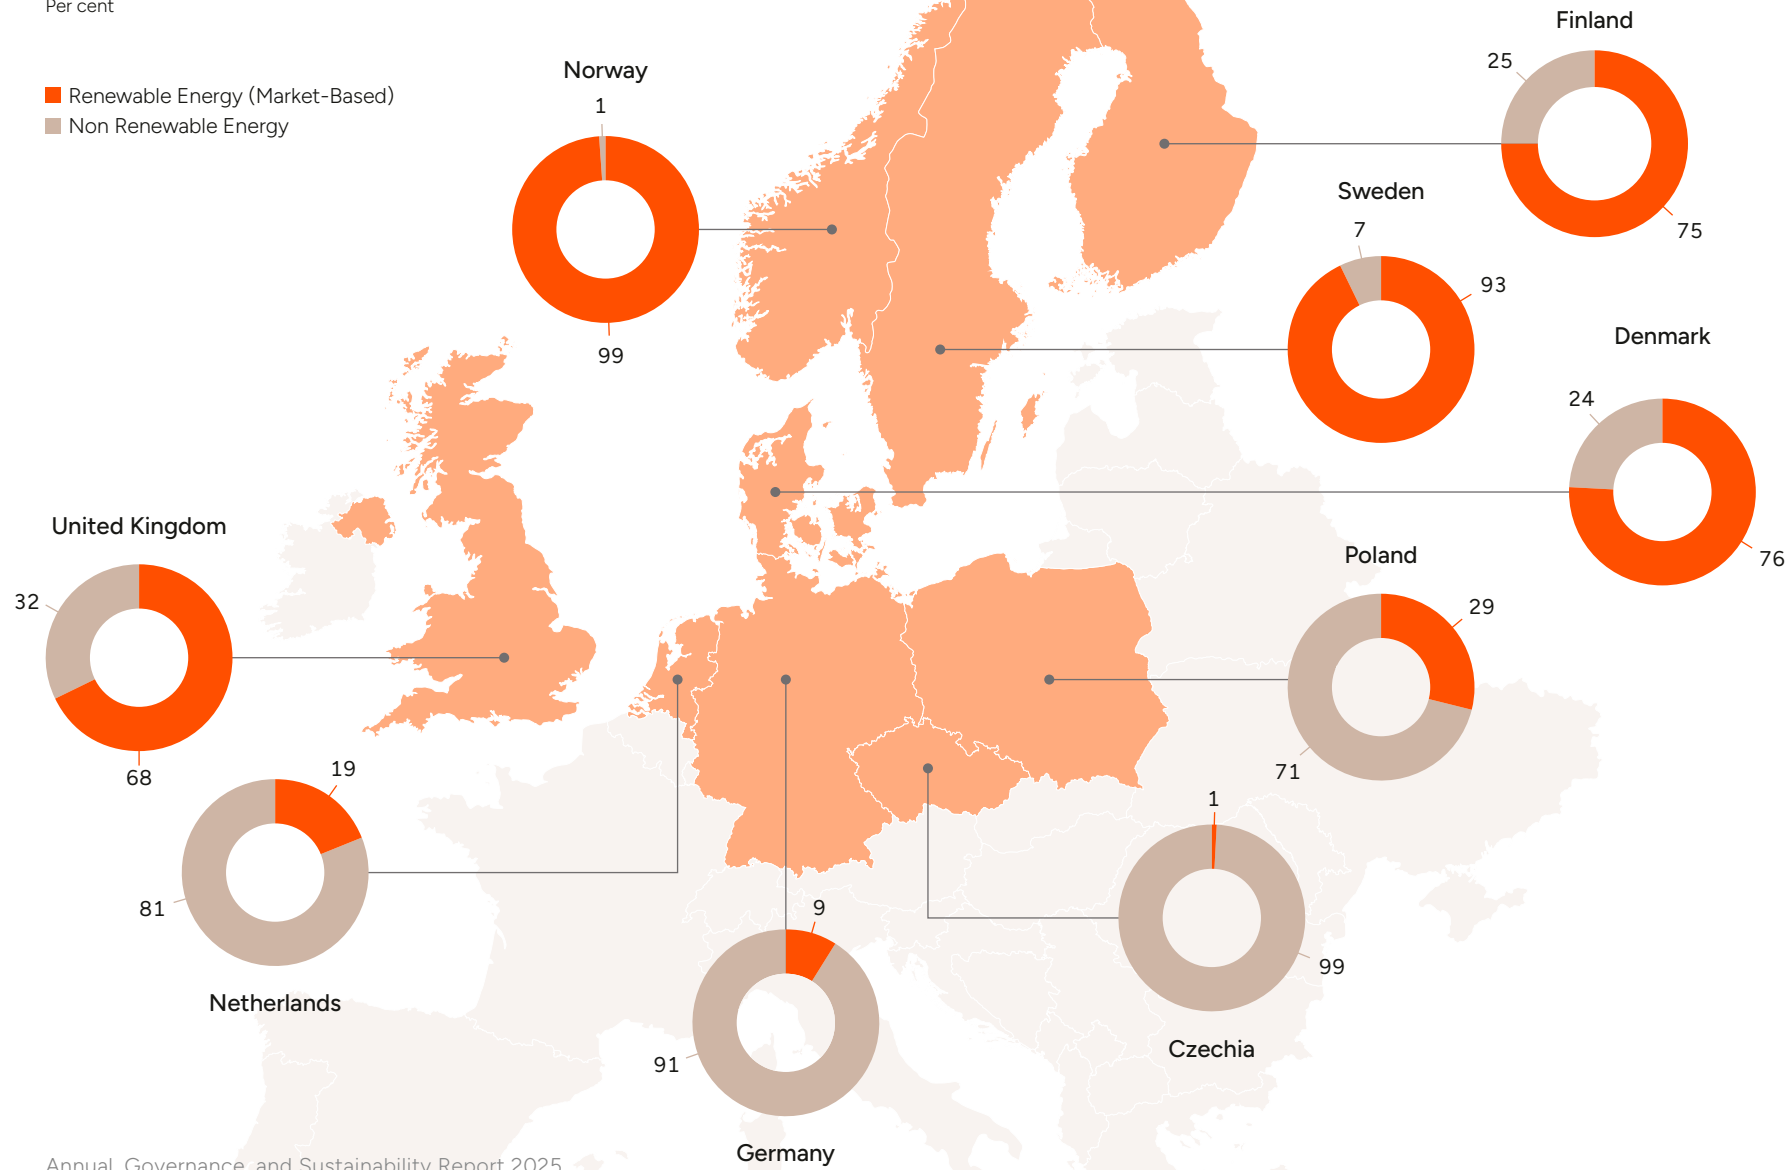 Per cent
Renewable Energy (Market-Based)
Non Renewable Energy
Norway
1
99
Finland
25
75
Sweden
7
93
Denmark
24
76
United Kingdom
32
68
Poland
29
71
Netherlands
19
81
Germany
9
91
Czechia
1
99
Annual, Governance, and Sustainability Report 2025